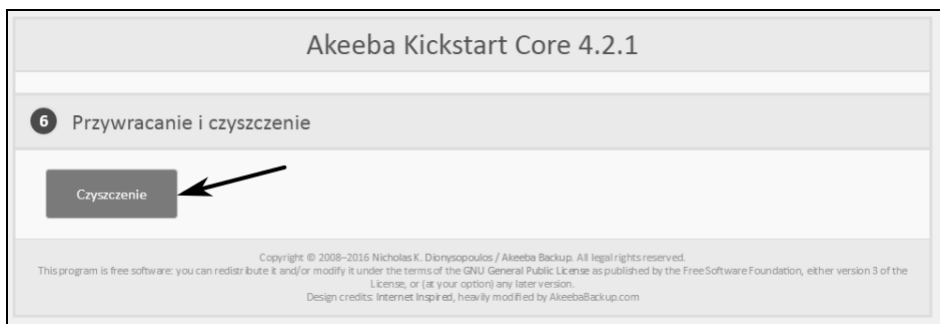 Akeeba Kickstart Core 4.2.1
6 Przywracanie i czyszczenie
Czyszczenie
Copyright © 2008–2016 Nicholas K. Dionysopoulos / Akeeba Backup. All legal rights reserved.
This program is free software: you can redistribute it and/or modify it under the terms of the GNU General Public License as published by the Free Software Foundation, either version 3 of the
License, or (at your option) any later version.
Design credits: Internet Inspired, heavily modified by AkeebaBackup.com